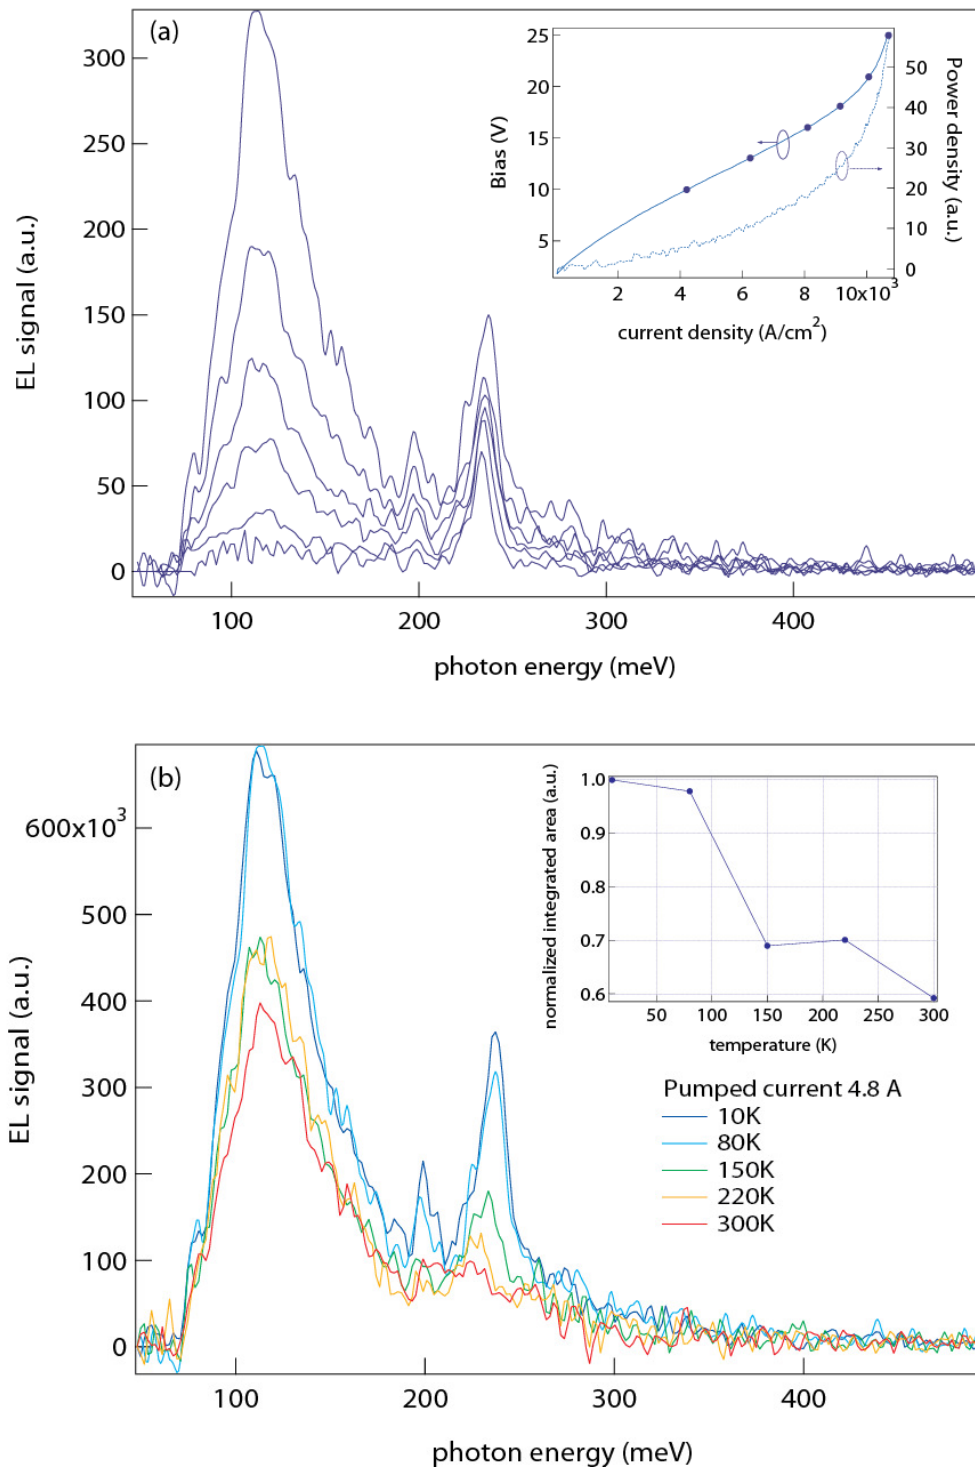 (a)
300
250
200
150
100
50
0
EL signal (a.u.)
100 200 300 400
photon energy (meV)
25
20
15
10
5
Bias (V)
50
40
30
20
10
0
Power density (a.u.)
2 4 6 8 10x10³
current density (A/cm²)
(b)
600x10³
500
400
300
200
100
0
EL signal (a.u.)
100 200 300 400
photon energy (meV)
1.0
0.9
0.8
0.7
0.6
normalized integrated area (a.u.)
50 100 150 200 250 300
temperature (K)
Pumped current 4.8 A
10K
80K
150K
220K
300K